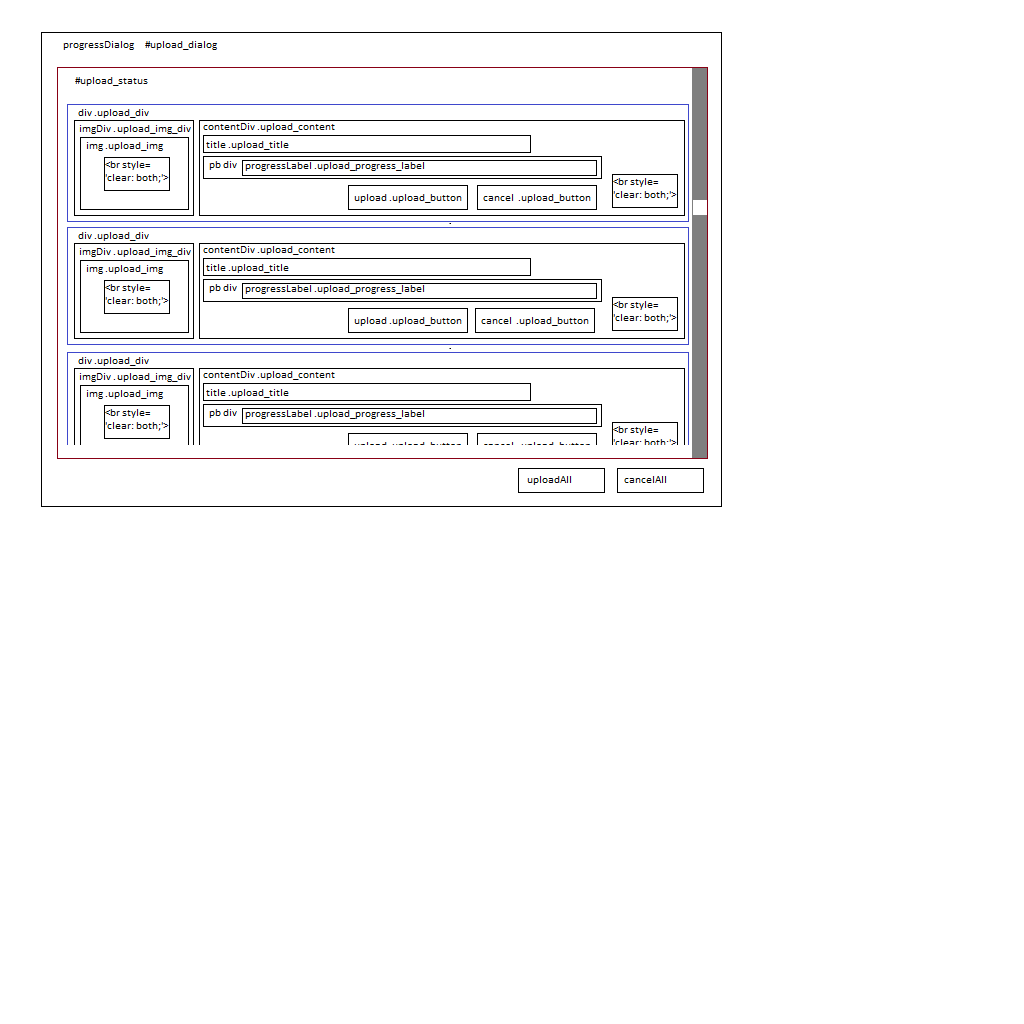 progressDialog #upload_dialog
#upload_status
div .upload_div
imgDiv .upload_img_div
img .upload_img
<br style=
'clear: both;'>
contentDiv .upload_content
title .upload_title
pb div progressLabel .upload_progress_label
upload .upload_button cancel .upload_button
<br style=
'clear: both;'>
div .upload_div
imgDiv .upload_img_div
img .upload_img
<br style=
'clear: both;'>
contentDiv .upload_content
title .upload_title
pb div progressLabel .upload_progress_label
upload .upload_button cancel .upload_button
<br style=
'clear: both;'>
div .upload_div
imgDiv .upload_img_div
img .upload_img
<br style=
'clear: both;'>
contentDiv .upload_content
title .upload_title
pb div progressLabel .upload_progress_label
upload .upload_button cancel .upload_button
<br style=
'clear: both;'>
uploadAll cancelAll